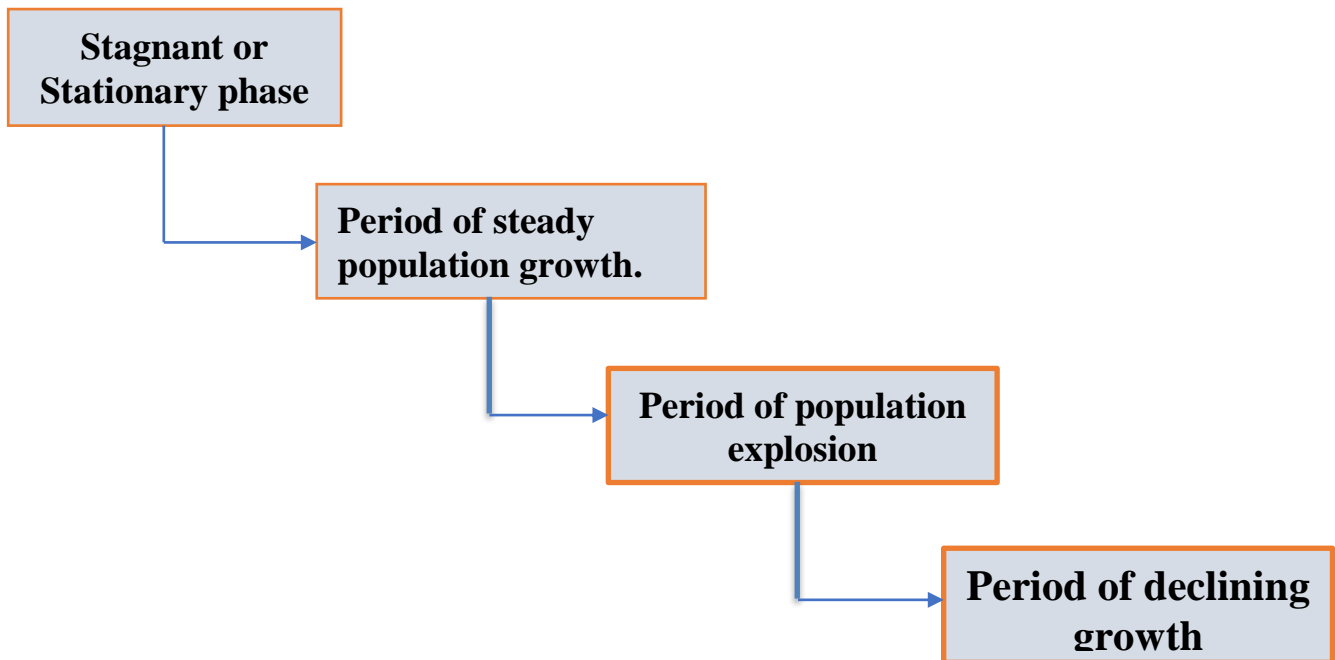 Stagnant or
Stationary phase
Period of steady
population growth.
Period of population
explosion
Period of declining
growth